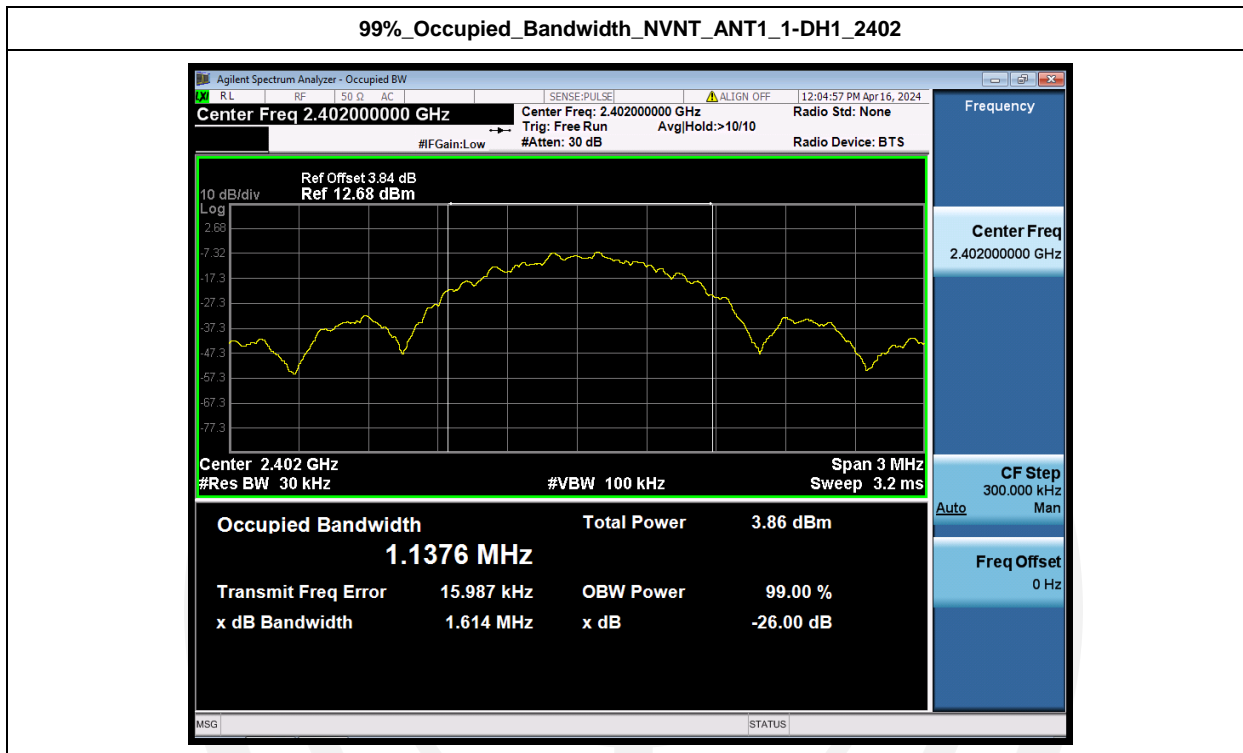 99%_Occupied_Bandwidth_NVNT_ANT1_1-DH1_2402
Agilent Spectrum Analyzer - Occupied BW
LXI RL RF 50 Ω AC SENSE:PULSE ALIGN OFF 12:04:57 PM Apr 16, 2024
Center Freq 2.402000000 GHz
Center Freq: 2.402000000 GHz Radio Std: None
Trig: Free Run Avg|Hold:>10/10
#IFGain:Low #Atten: 30 dB Radio Device: BTS
Ref Offset 3.84 dB
10 dB/div Ref 12.68 dBm
Log
2.68
-7.32
-17.3
-27.3
-37.3
-47.3
-57.3
-67.3
-77.3
Center 2.402 GHz Span 3 MHz
#Res BW 30 kHz #VBW 100 kHz Sweep 3.2 ms
Occupied Bandwidth Total Power 3.86 dBm
1.1376 MHz
Transmit Freq Error 15.987 kHz OBW Power 99.00 %
x dB Bandwidth 1.614 MHz x dB -26.00 dB
MSG STATUS
Frequency
Center Freq
2.402000000 GHz
CF Step
300.000 kHz
Auto Man
Freq Offset
0 Hz